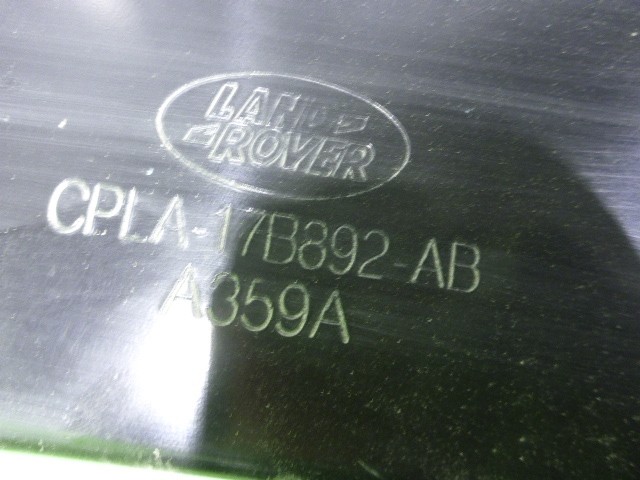 LAND-
-ROVER
CPLA-17B892-AB
A359A